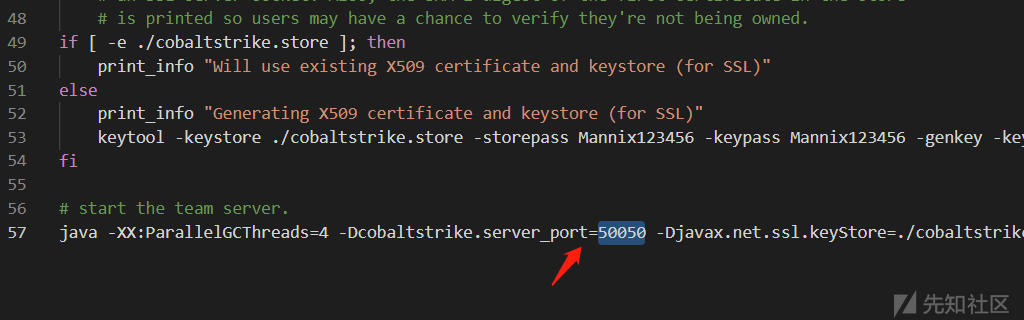 48 # is printed so users may have a chance to verify they're not being owned.
49 if [ -e ./cobaltstrike.store ]; then
50 print_info "Will use existing X509 certificate and keystore (for SSL)"
51 else
52 print_info "Generating X509 certificate and keystore (for SSL)"
53 keytool -keystore ./cobaltstrike.store -storepass Mannix123456 -keypass Mannix123456 -genkey -key
54 fi
55
56 # start the team server.
57 java -XX:ParallelGCThreads=4 -Dcobaltstrike.server_port=50050 -Djavax.net.ssl.keyStore=./cobaltstrike
先知社区